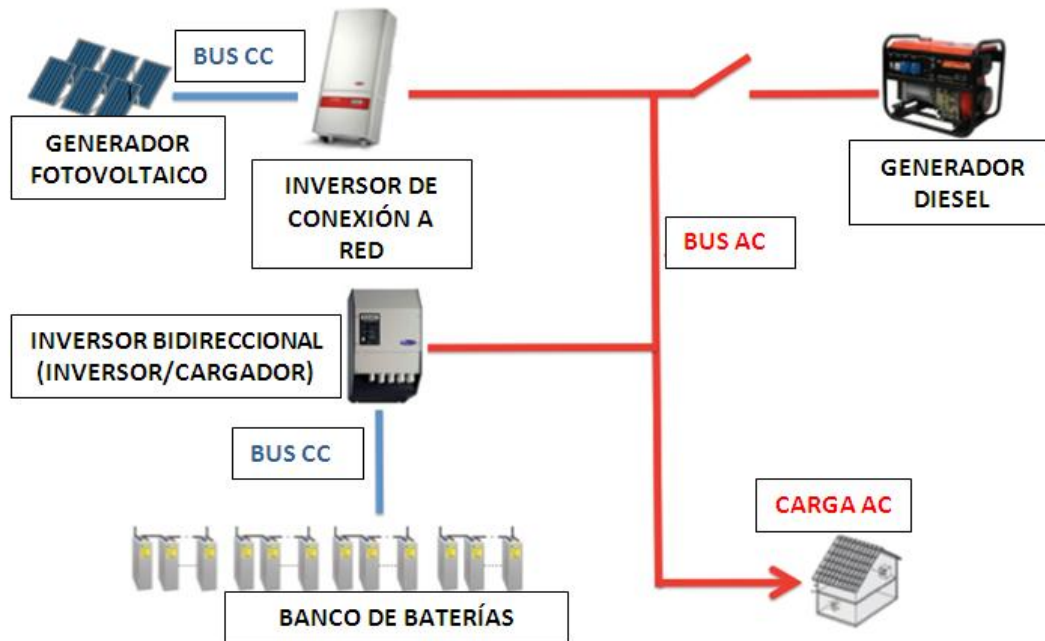 BUS CC
GENERADOR
FOTOVOLTAICO
INVERSOR DE
CONEXIÓN A
RED
GENERADOR
DIESEL
BUS AC
INVERSOR BIDIRECCIONAL
(INVERSOR/CARGADOR)
BUS CC
CARGA AC
BANCO DE BATERÍAS